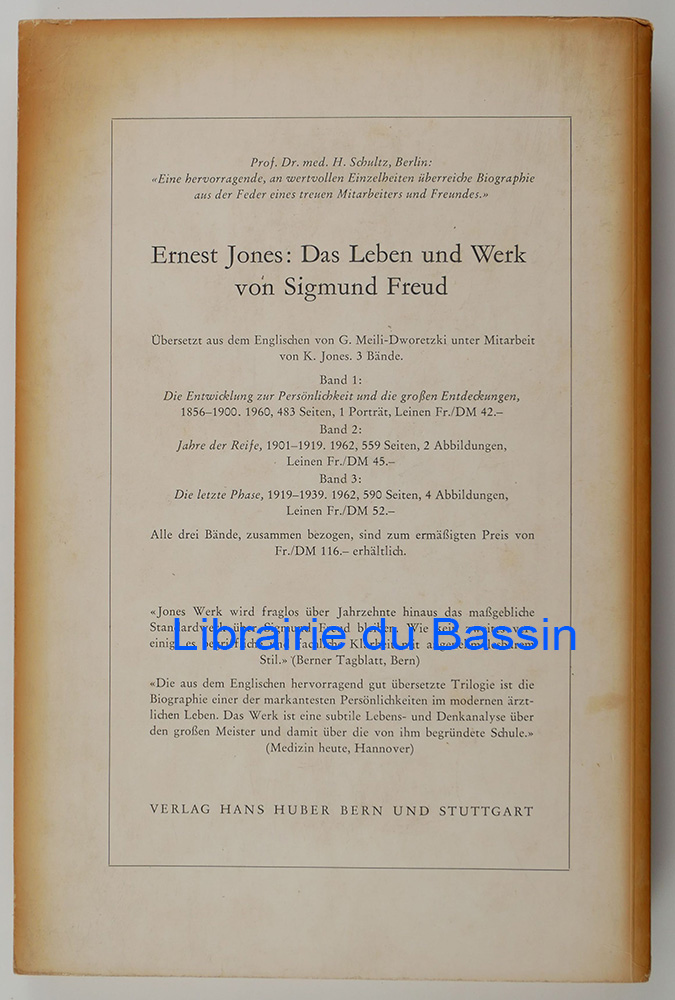 Prof. Dr. med. H. Schultz, Berlin:
«Eine hervorragende, an wertvollen Einzelheiten überreiche Biographie
aus der Feder eines treuen Mitarbeiters und Freundes.»
Ernest Jones: Das Leben und Werk
von Sigmund Freud
Übersetzt aus dem Englischen von G. Meili-Dworetzki unter Mitarbeit
von K. Jones. 3 Bände.
Band 1:
Die Entwicklung zur Persönlichkeit und die großen Entdeckungen,
1856–1900. 1960, 483 Seiten, 1 Porträt, Leinen Fr./DM 42.–
Band 2:
Jahre der Reife, 1901–1919. 1962, 559 Seiten, 2 Abbildungen,
Leinen Fr./DM 45.–
Band 3:
Die letzte Phase, 1919–1939. 1962, 590 Seiten, 4 Abbildungen,
Leinen Fr./DM 52.–
Alle drei Bände, zusammen bezogen, sind zum ermäßigten Preis von
Fr./DM 116.– erhältlich.
«Jones Werk wird fraglos über Jahrzehnte hinaus das maßgebliche
Standardwerk über Sigmund Freud bleiben. Wie kein
Librairie du Bassin
Klarheit mit
Stil.» (Berner Tagblatt, Bern)
«Die aus dem Englischen hervorragend gut übersetzte Trilogie ist die
Biographie einer der markantesten Persönlichkeiten im modernen ärzt-
lichen Leben. Das Werk ist eine subtile Lebens- und Denkanalyse über
den großen Meister und damit über die von ihm begründete Schule.»
(Medizin heute, Hannover)
VERLAG HANS HUBER BERN UND STUTTGART